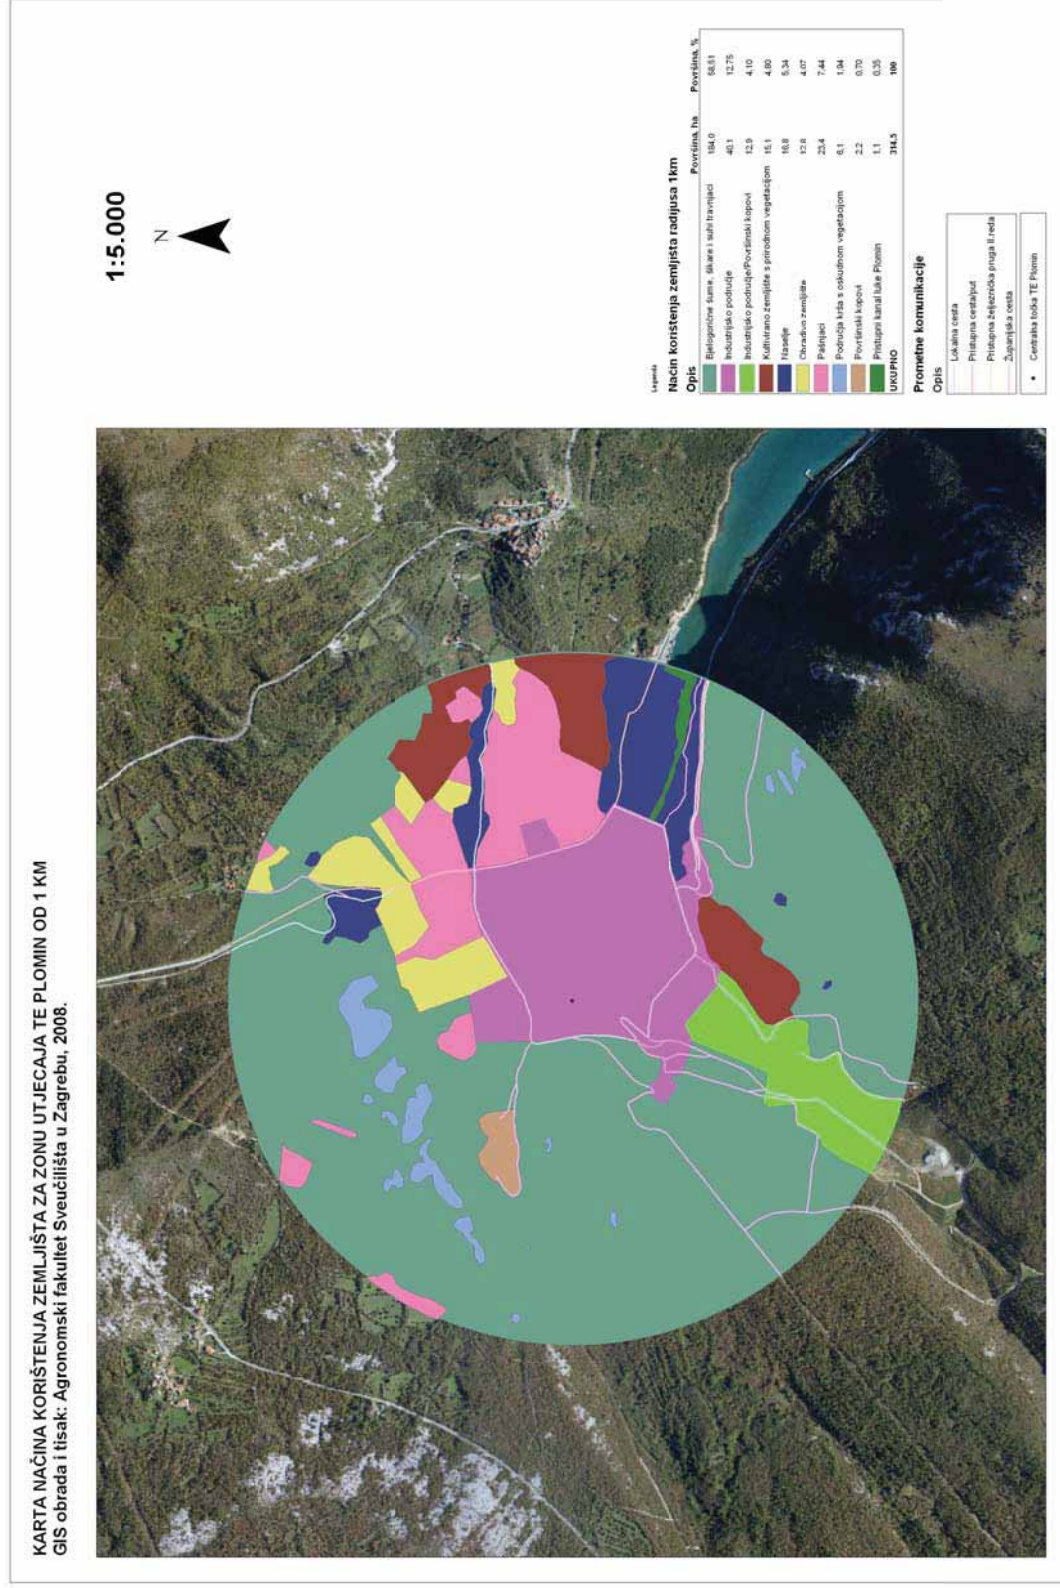 KARTA NAČINA KORIŠTENJA ZEMLJIŠTA ZA ZONU UTJECAJA TE PLOMIN OD 1 KM
GIS obrada i tisak: Agronomski fakultet Sveučilišta u Zagrebu, 2008.
1:5.000
N
Legenda
Način korištenja zemljišta radijusa 1km
Opis Površina, ha Površina, %
Bjelogorične šume, šikare i suhi travnjaci 184,0 58,51
Industrijsko područje 40,1 12,75
Industrijsko područje/Površinski kopovi 12,9 4,10
Kultivirano zemljište s prirodnom vegetacijom 15,1 4,80
Naselje 16,8 5,34
Obradivo zemljište 12,8 4,07
Pašnjaci 23,4 7,44
Područja krša s oskudnom vegetacijom 6,1 1,94
Površinski kopovi 2,2 0,70
Pristupni kanal luke Plomin 1,1 0,35
UKUPNO 314,5 100
Prometne komunikacije
Opis
Lokalna cesta
Pristupna cesta/put
Pristupna željeznička pruga II.reda
Županijska cesta
Centralna točka TE Plomin